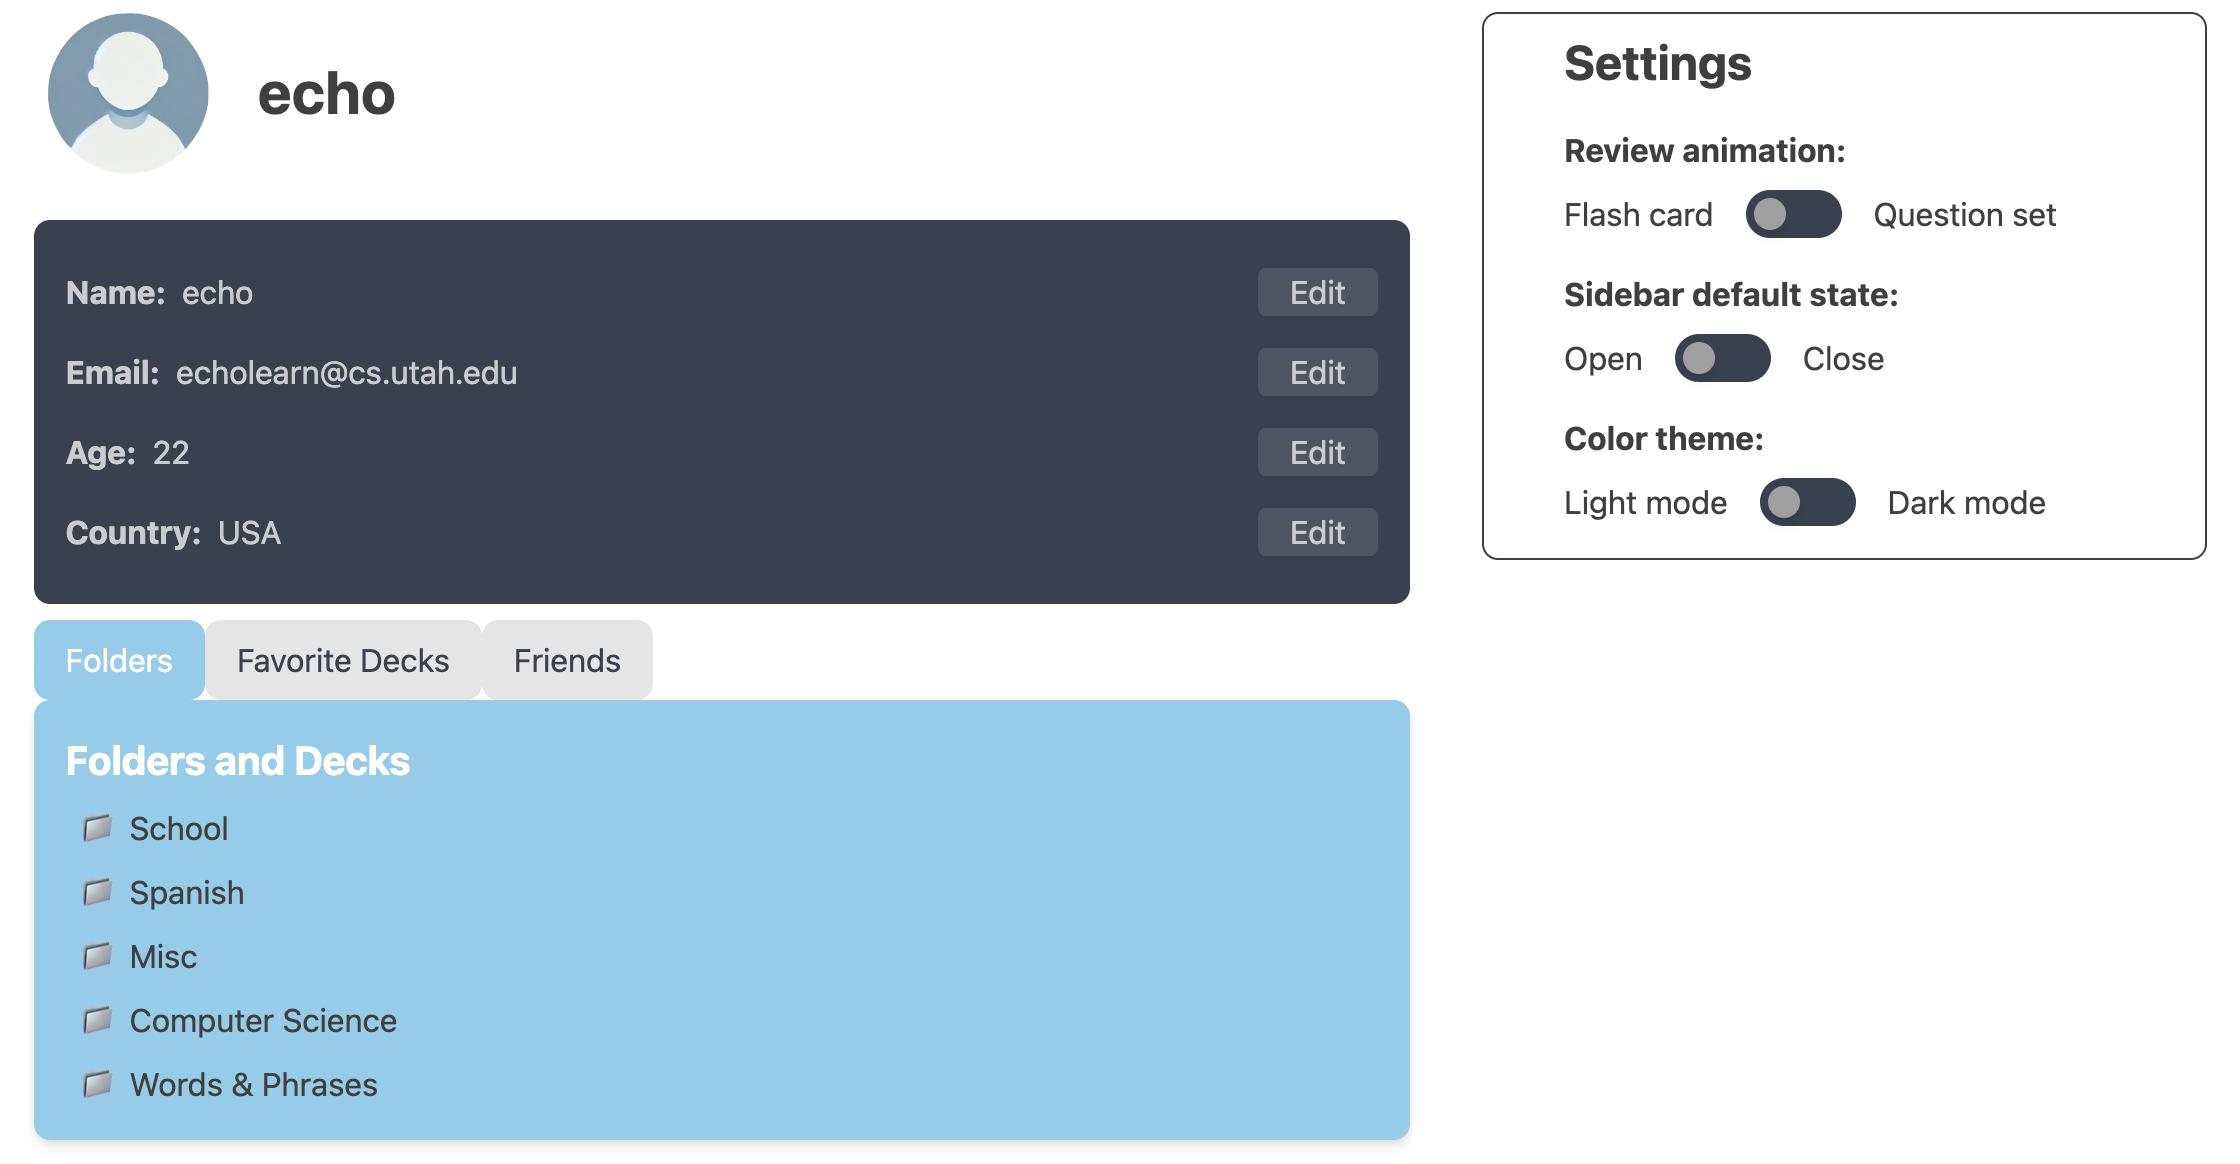 echo
Name: echo
Edit
Email: echolearn@cs.utah.edu
Edit
Age: 22
Edit
Country: USA
Edit
Folders
Favorite Decks
Friends
Folders and Decks
School
Spanish
Misc
Computer Science
Words & Phrases
Settings
Review animation:
Flash card
Question set
Sidebar default state:
Open
Close
Color theme:
Light mode
Dark mode